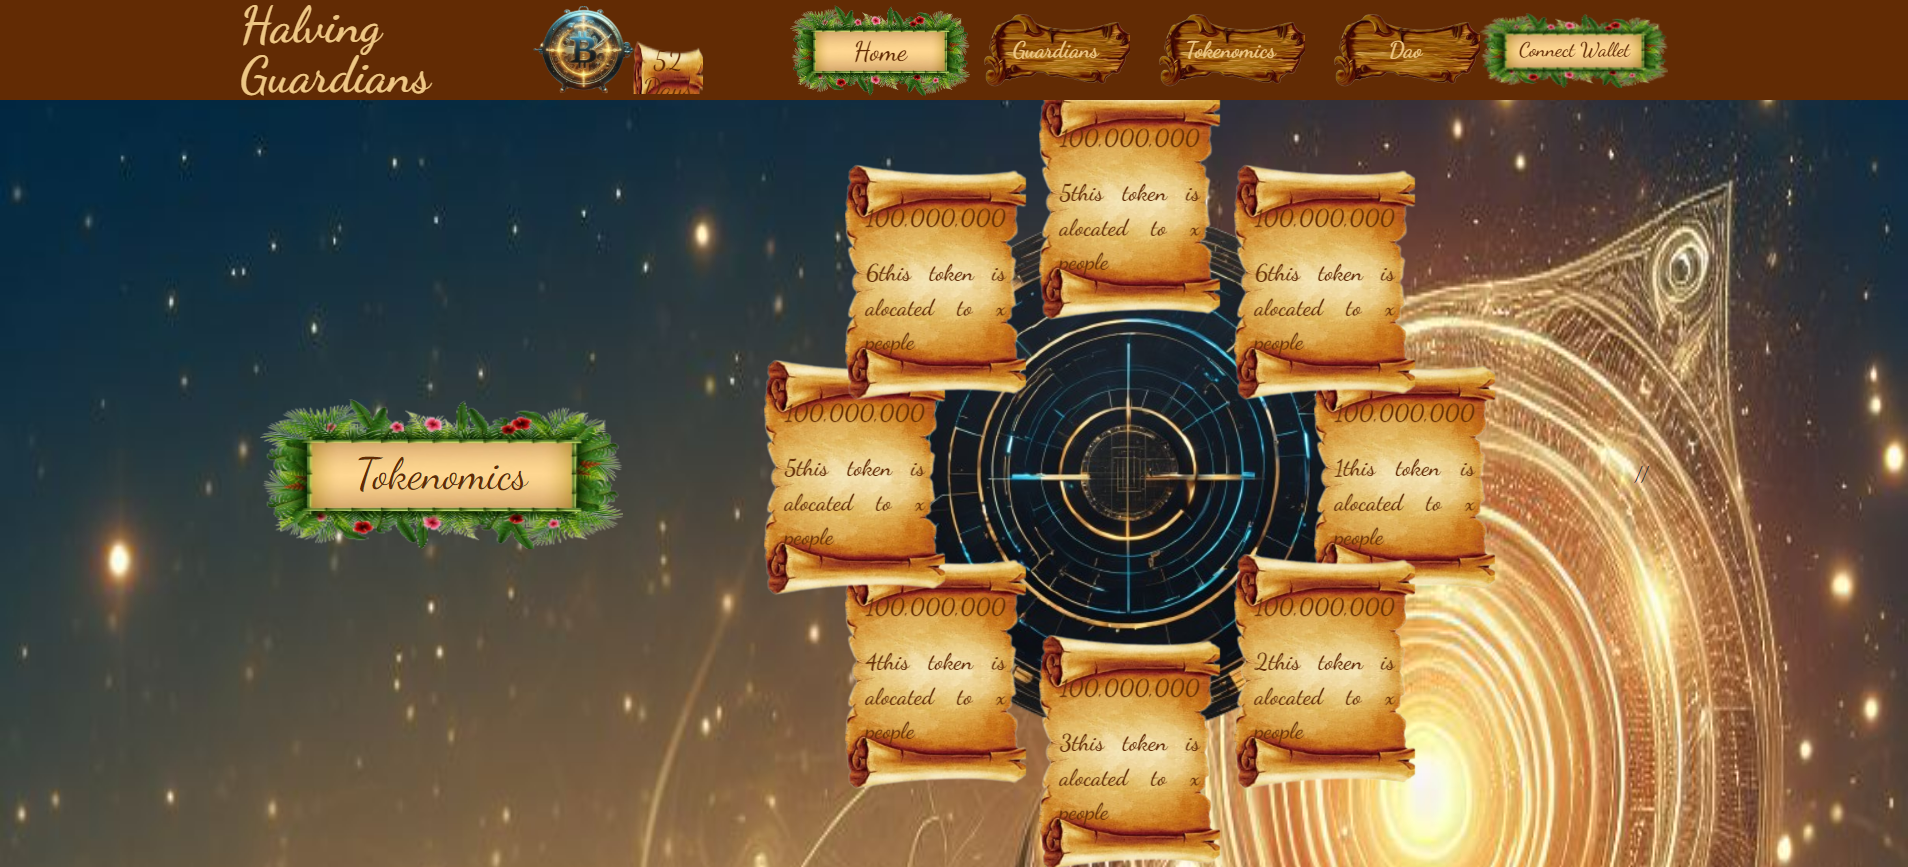 Halving
Guardians
52
Home
Guardians
Tokenomics
Dao
Connect Wallet
100.000.000
5this token is
alocated to x
people
100.000.000
6this token is
alocated to x
people
100.000.000
6this token is
alocated to x
people
Tokenomics
100.000.000
5this token is
alocated to x
people
100.000.000
1this token is
alocated to x
people
//
100.000.000
4this token is
alocated to x
people
100.000.000
2this token is
alocated to x
people
100.000.000
3this token is
alocated to x
people